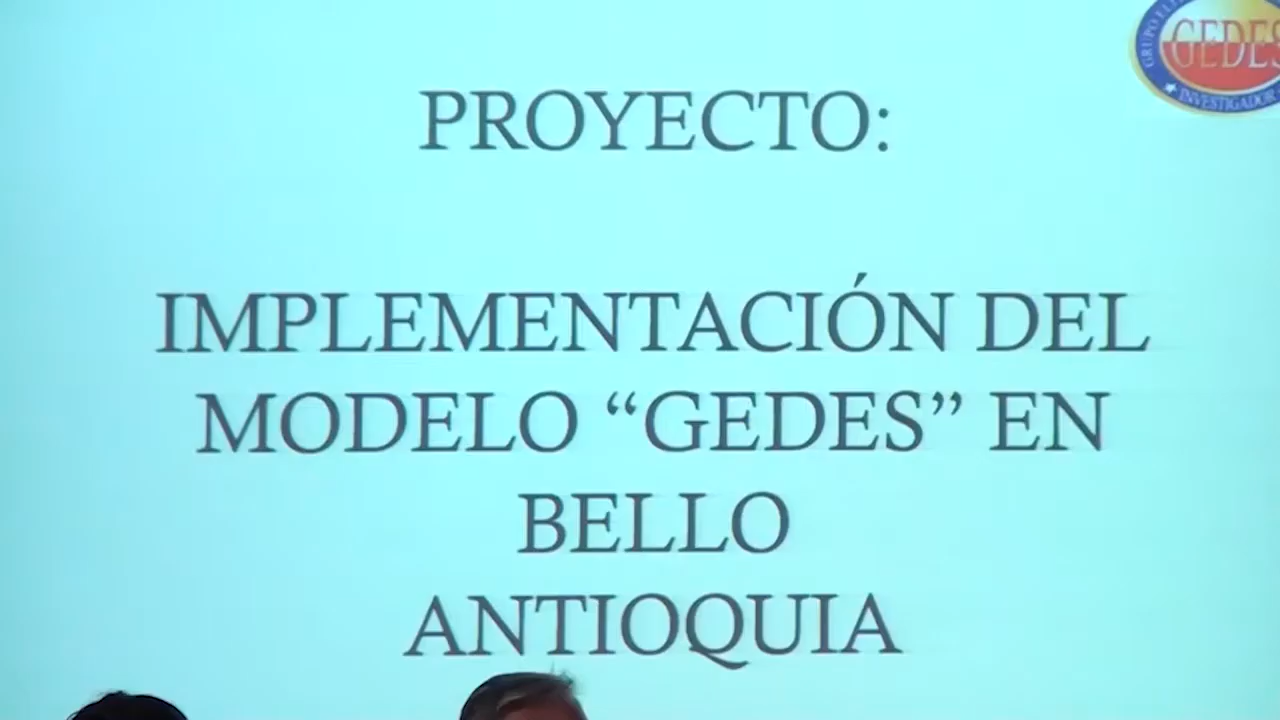 GEDES
INVESTIGADOR
PROYECTO:
IMPLEMENTACIÓN DEL
MODELO “GEDES” EN
BELLO
ANTIOQUIA